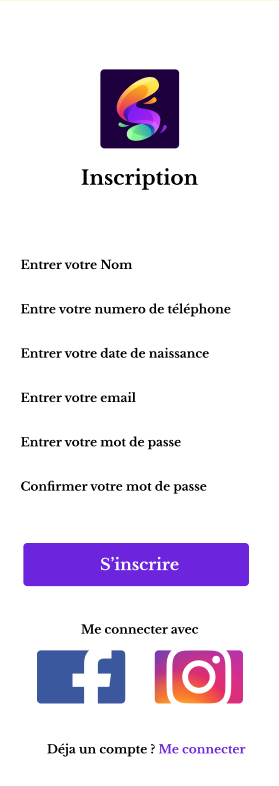 Inscription
Entrer votre Nom
Entre votre numero de téléphone
Entrer votre date de naissance
Entrer votre email
Entrer votre mot de passe
Confirmer votre mot de passe
S’inscrire
Me connecter avec
Déja un compte ? Me connecter